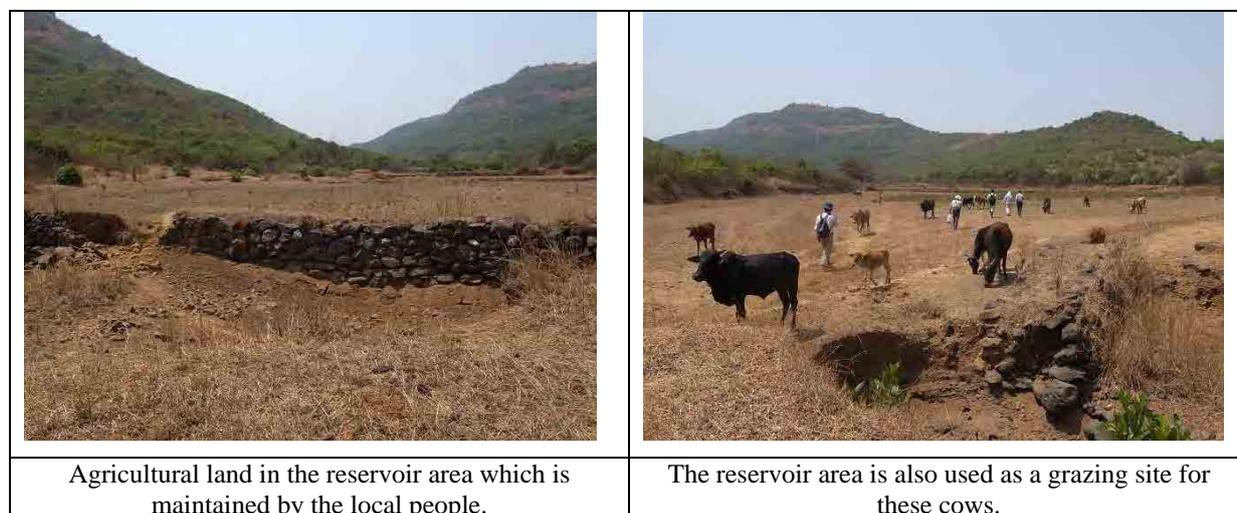 Agricultural land in the reservoir area which is
maintained by the local people.
The reservoir area is also used as a grazing site for
these cows.